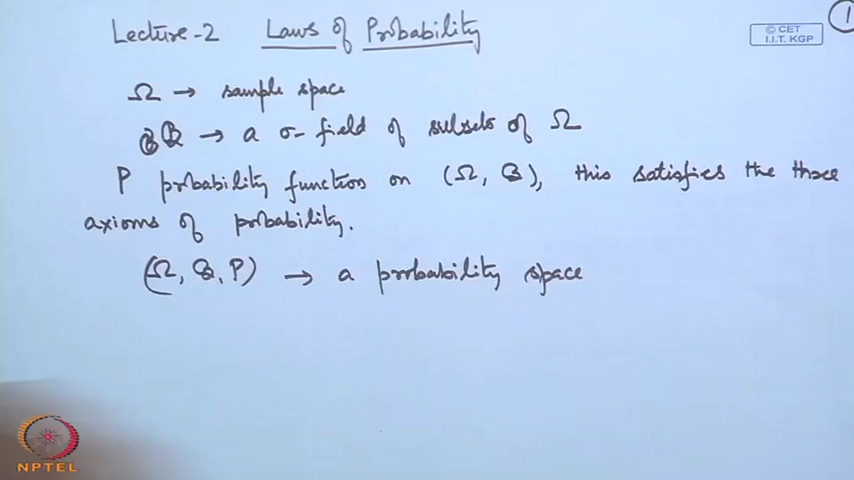 Lecture-2 Laws of Probability
© CET
I.I.T. KGP
1
Ω → sample space
→ a σ-field of subsets of Ω
P probability function on (Ω, B), this satisfies the three
axioms of probability.
(Ω, B, P) → a probability space
NPTEL